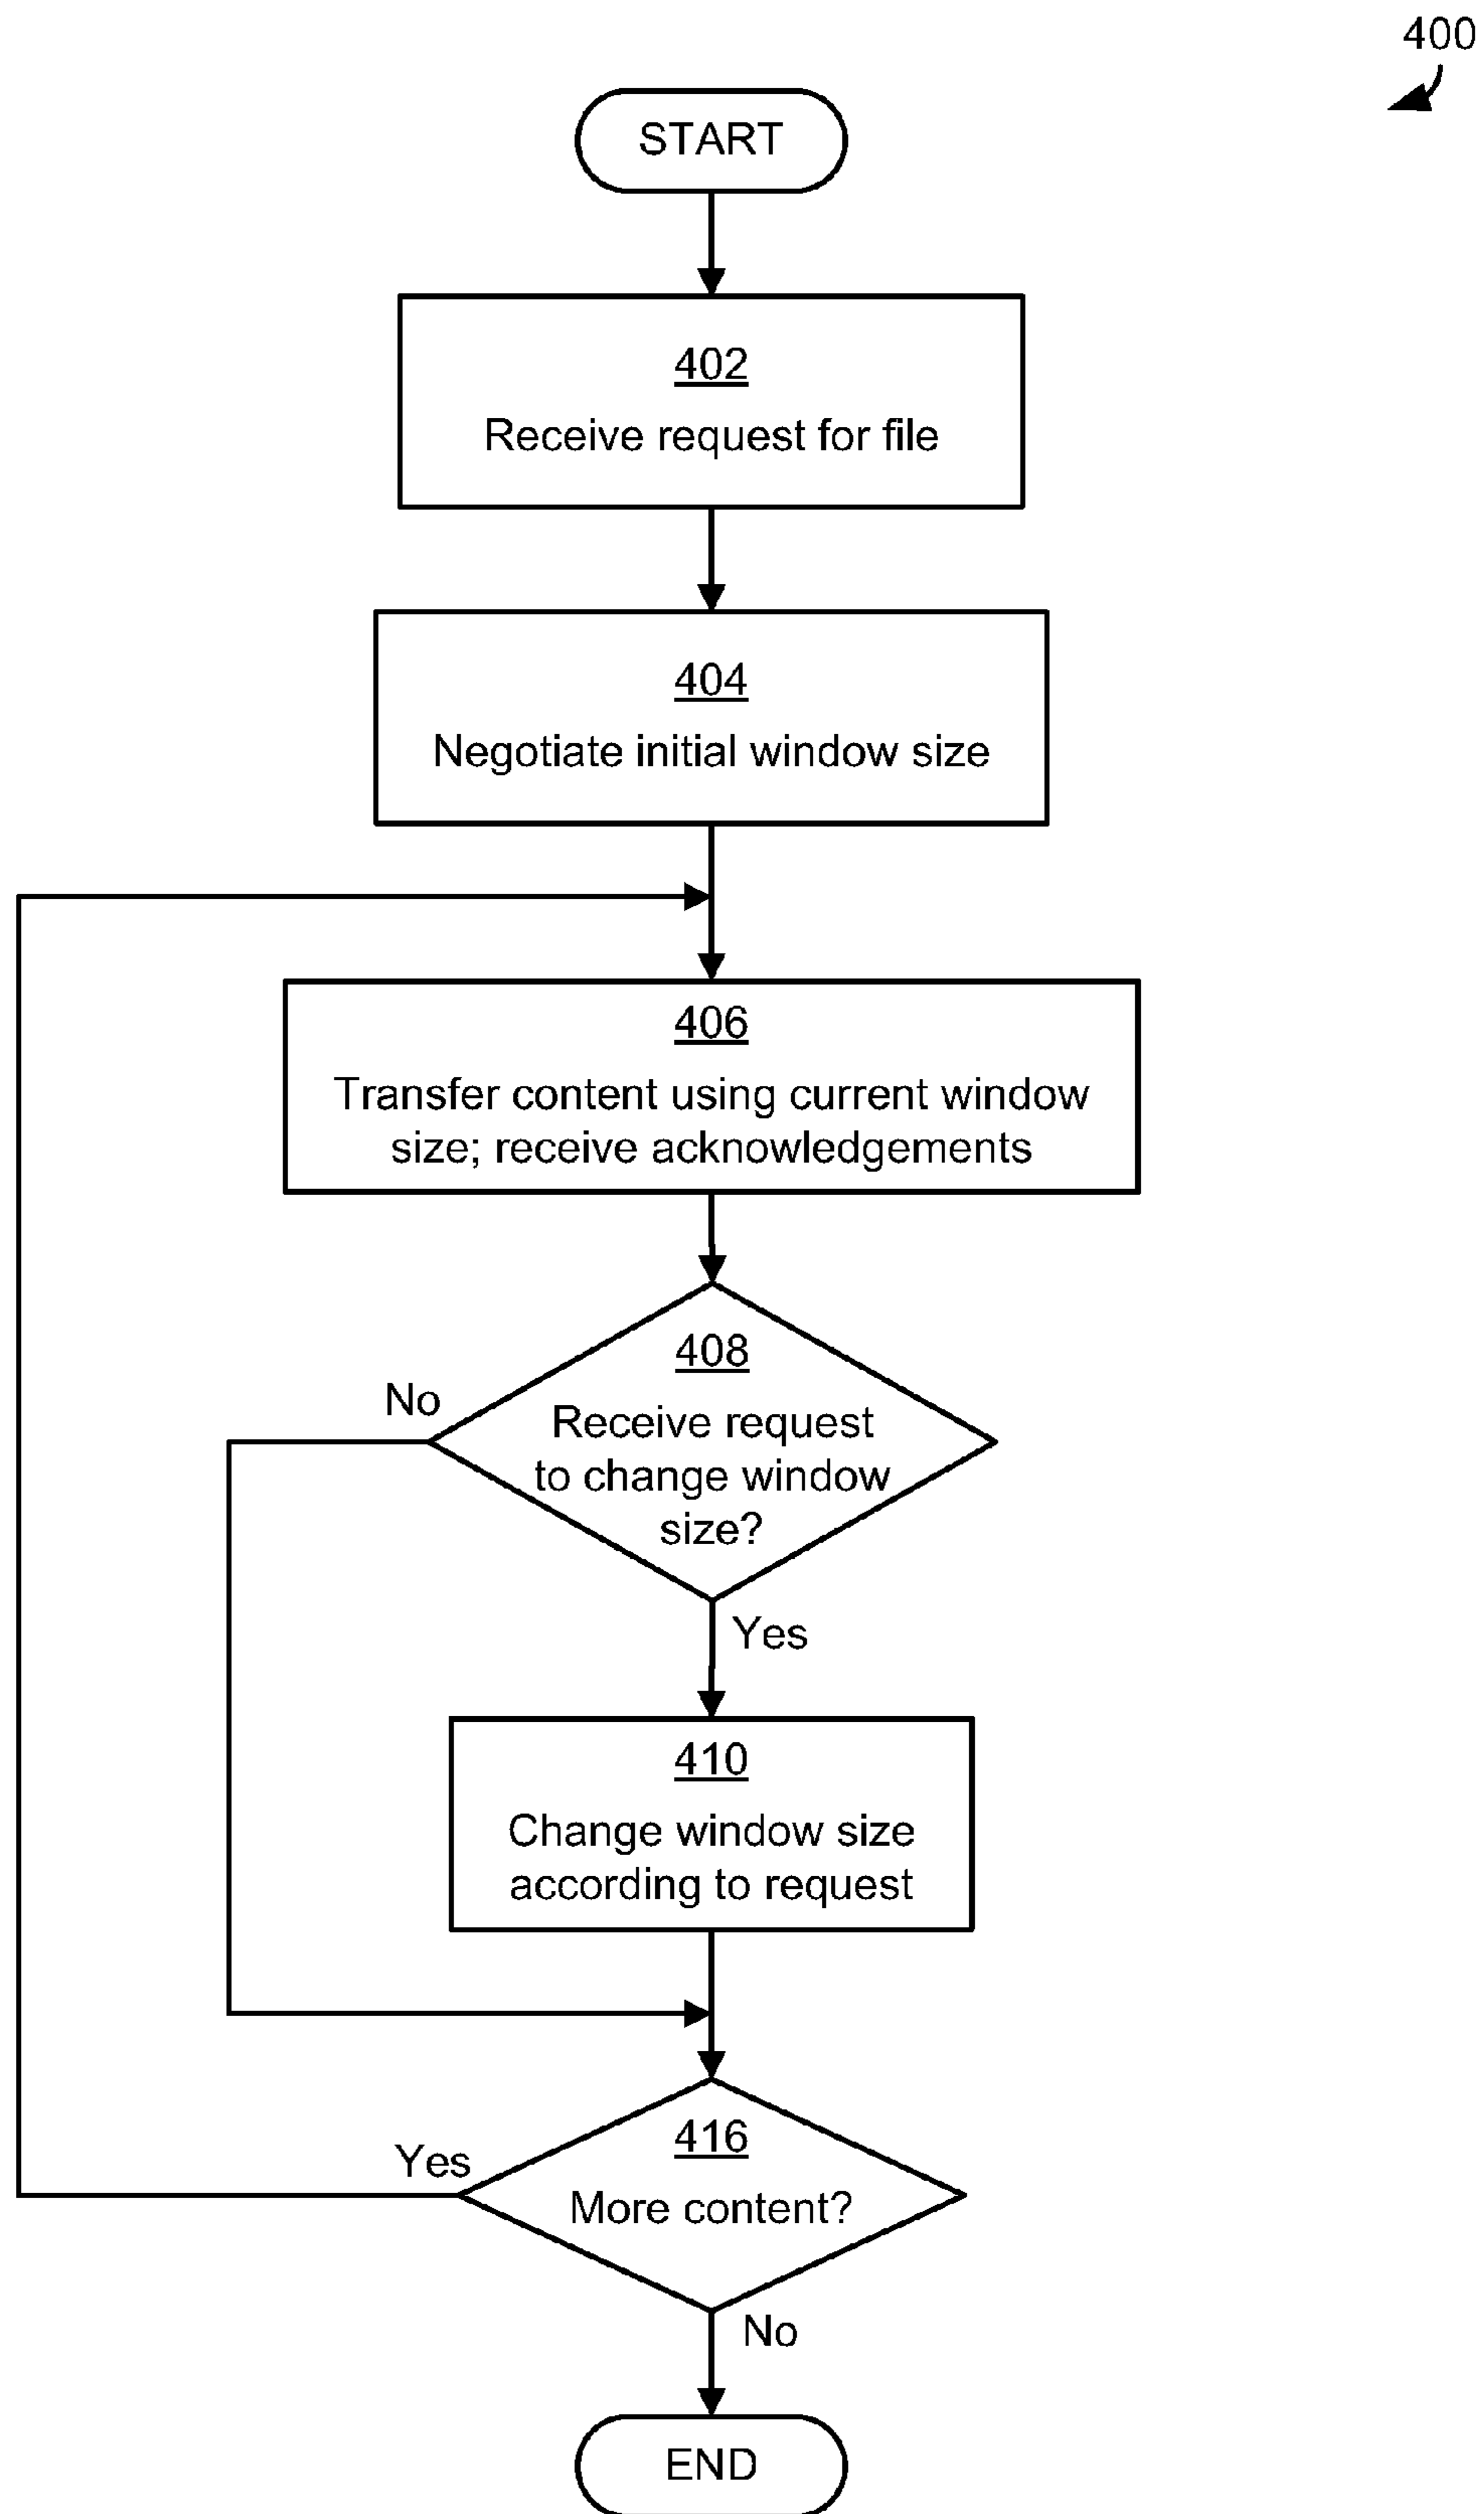 400
START
402
Receive request for file
404
Negotiate initial window size
406
Transfer content using current window
size; receive acknowledgements
408
No
Receive request
to change window
size?
Yes
410
Change window size
according to request
416
Yes
More content?
No
END